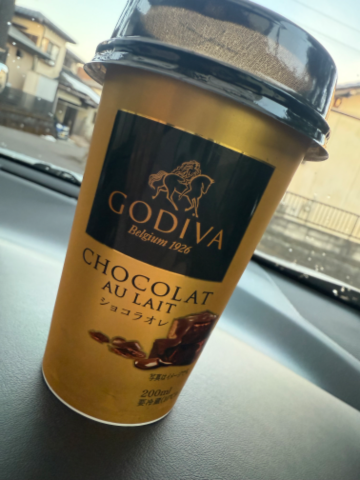 GODIVA
Belgium 1926
CHOCOLAT
AU LAIT
ショコラオレ
200ml